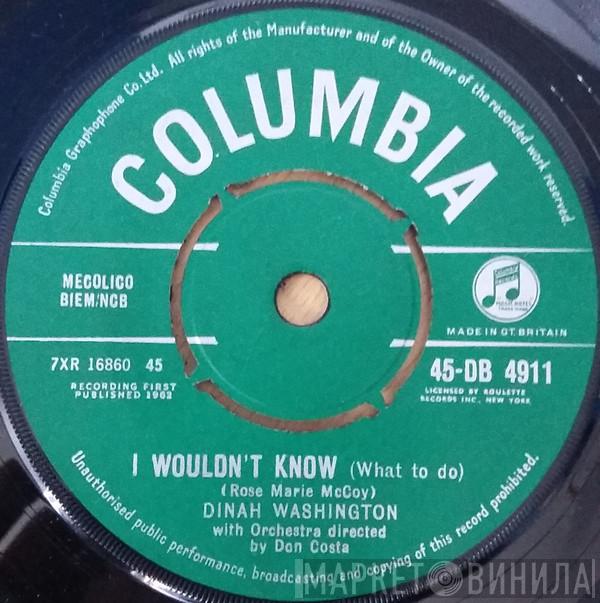 Columbia Graphophone Co. Ltd. All rights of the Manufacturer and of the Owner of the recorded work reserved.
COLUMBIA
MECOLICO
BIEM/NCB
MADE IN GT. BRITAIN
7XR 16860 45
RECORDING FIRST
PUBLISHED 1962
45-DB 4911
LICENSED BY ROULETTE
RECORDS INC., NEW YORK
I WOULDN'T KNOW (What to do)
(Rose Marie McCoy)
DINAH WASHINGTON
with Orchestra directed
by Don Costa
Unauthorised public performance, broadcasting and copying of this record prohibited.
МАРКЕТ ВИНИЛА